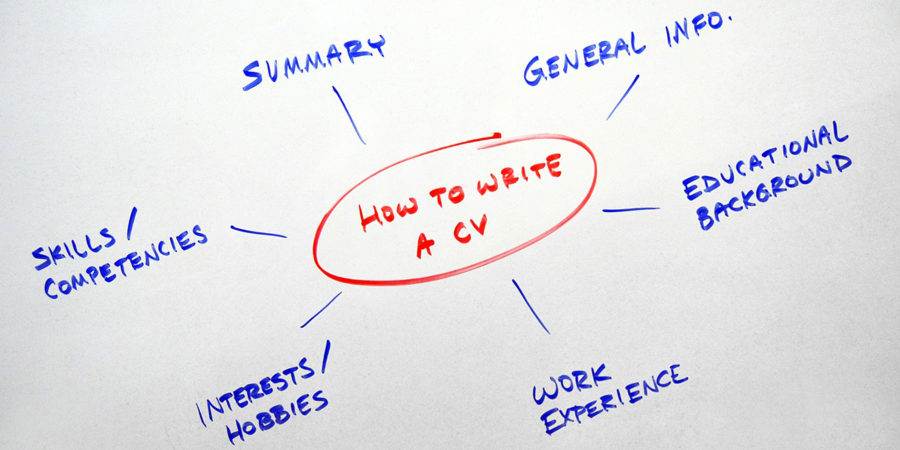 SUMMARY
GENERAL INFO.
HOW TO WRITE
A CV
EDUCATIONAL
BACKGROUND
SKILLS/
COMPETENCIES
INTERESTS/
HOBBIES
WORK
EXPERIENCE